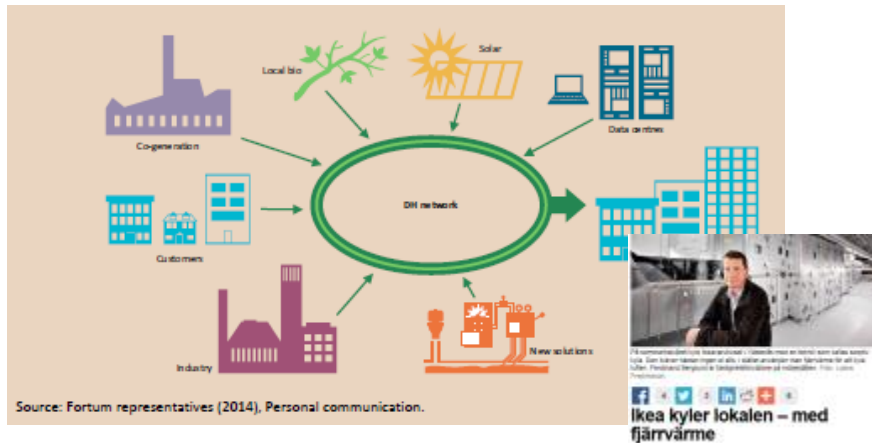 Solar
Local bio
Data centres
Co-generation
DH network
Customers
New solutions
Industry
Source: Fortum representatives (2014), Personal communication.
Ikea kyler lokalen – med
fjärrvärme